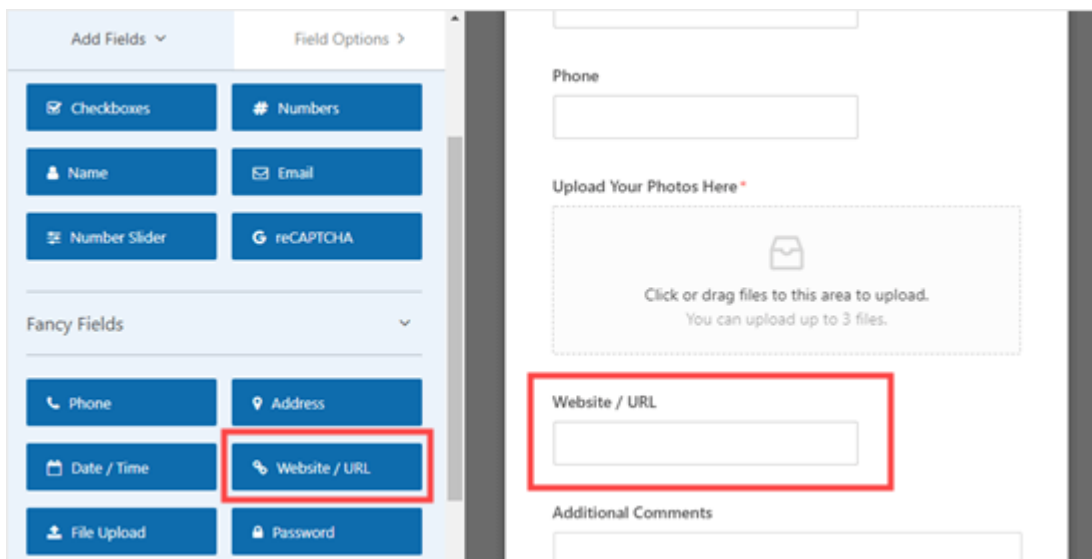 Add Fields
Field Options
Checkboxes
Numbers
Name
Email
Number Slider
reCAPTCHA
Fancy Fields
Phone
Address
Date / Time
Website / URL
File Upload
Password
Phone
Upload Your Photos Here *
Click or drag files to this area to upload.
You can upload up to 3 files.
Website / URL
Additional Comments